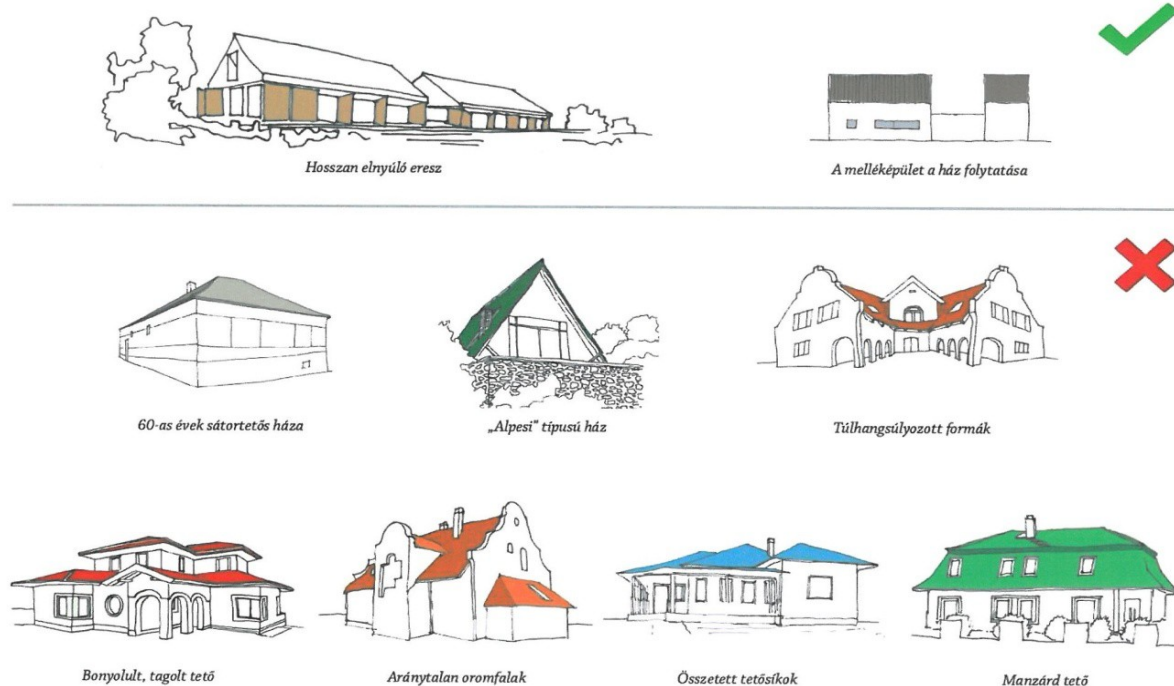 Hosszan elnyúló eresz
A melléképület a ház folytatása
60-as évek sátortetős háza
„Alpesi“ típusú ház
Túlhangsúlyozott formák
Bonyolult, tagolt tető
Aránytalan oromfalak
Összetett tetősíkok
Manzárd tető